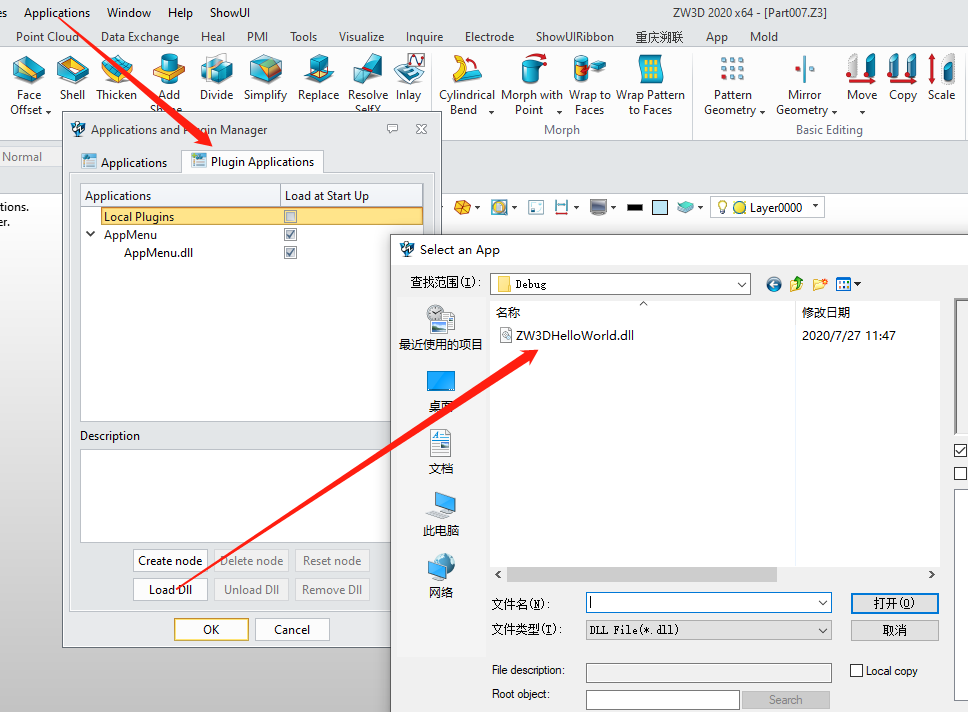 es Applications Window Help ShowUI ZW3D 2020 x64 - [Part007.Z3]
Point Cloud Data Exchange Heal PMI Tools Visualize Inquire Electrode ShowUIRibbon 重庆溯联 App Mold
Face Offset
Shell
Thicken
Add
Divide
Simplify
Replace
Resolve SelfX
Inlay
Cylindrical Bend
Morph with Point
Wrap to Faces
Wrap Pattern to Faces
Pattern Geometry
Mirror Geometry
Move
Copy
Scale
Morph
Basic Editing
Normal
tions.
er.
Applications and Plugin Manager
Applications
Plugin Applications
Applications Load at Start Up
Local Plugins
AppMenu
AppMenu.dll
Description
Create node Delete node Reset node
Load Dll Unload Dll Remove Dll
OK Cancel
Layer0000
Select an App
查找范围(I): Debug
名称 修改日期
ZW3DHelloWorld.dll 2020/7/27 11:47
最近使用的项目
桌面
文档
此电脑
网络
文件名(N): 打开(O)
文件类型(T): DLL File(*.dll) 取消
File description: Local copy
Root object: Search